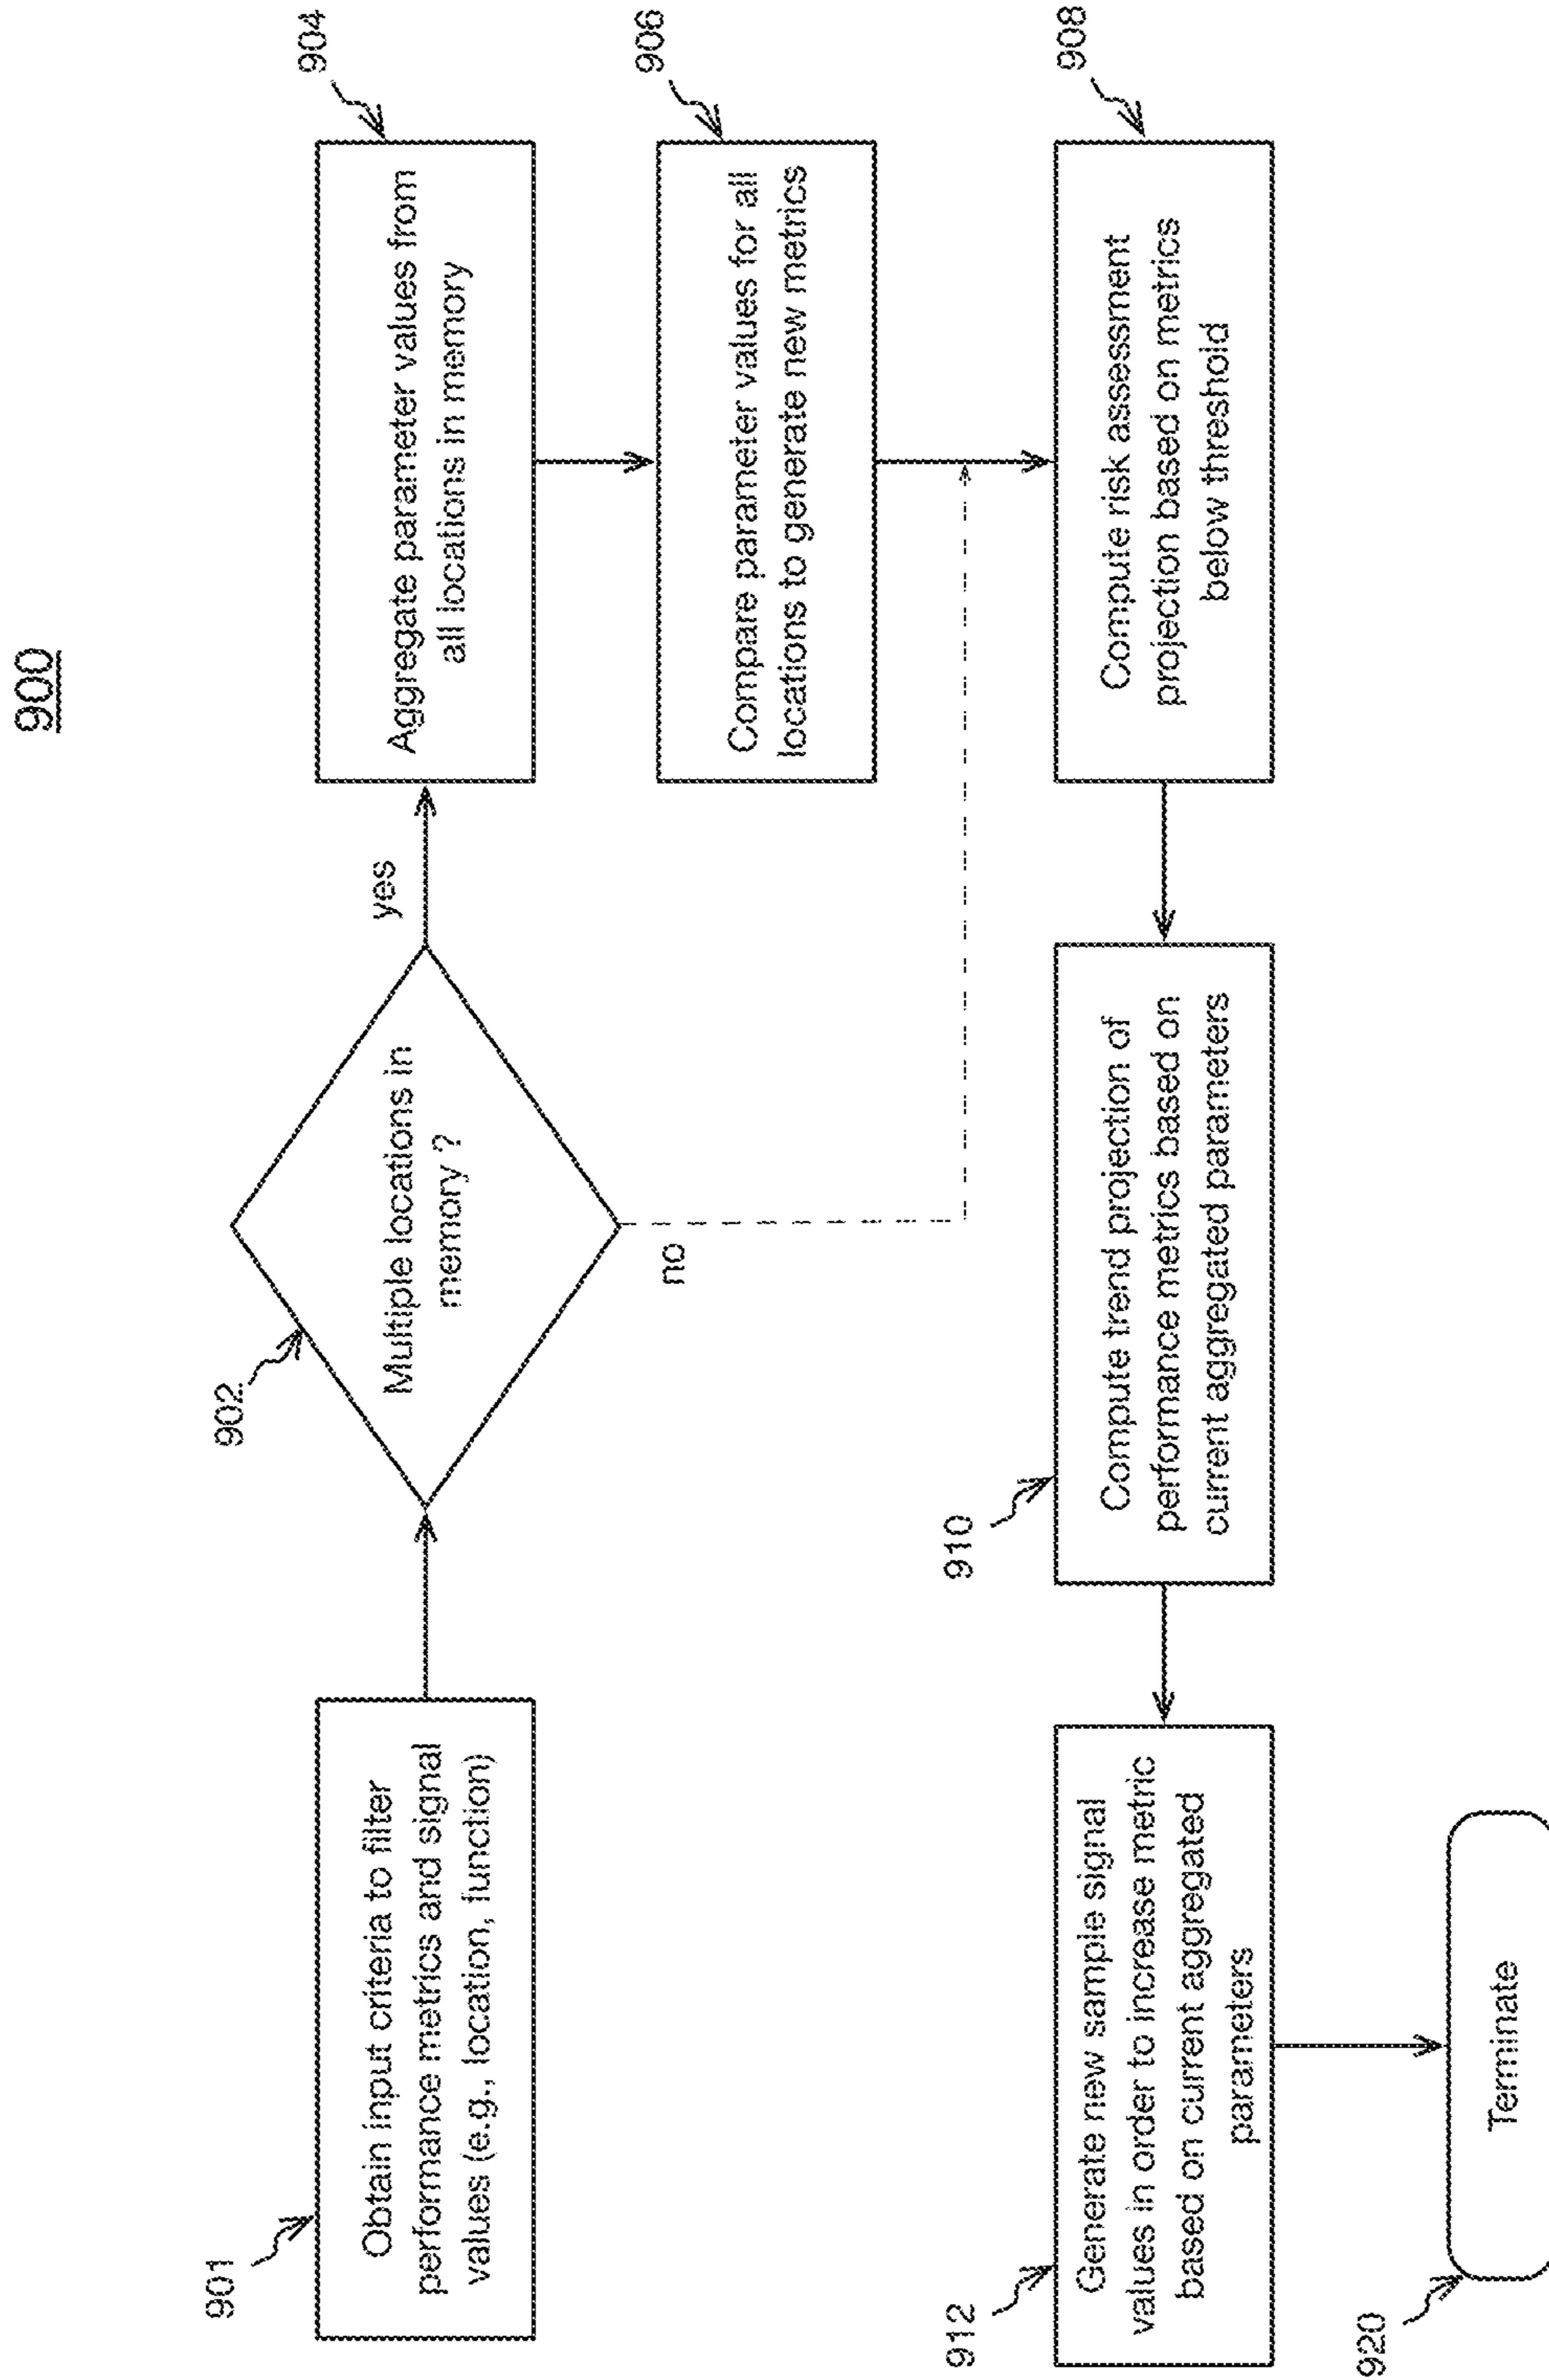 900
901
Obtain input criteria to filter
performance metrics and signal
values (e.g., location, function)
902
Multiple locations in
memory ?
yes
no
904
Aggregate parameter values from
all locations in memory
906
Compare parameter values for all
locations to generate new metrics
908
Compute risk assessment
projection based on metrics
below threshold
910
Compute trend projection of
performance metrics based on
current aggregated parameters
912
Generate new sample signal
values in order to increase metric
based on current aggregated
parameters
920
Terminate